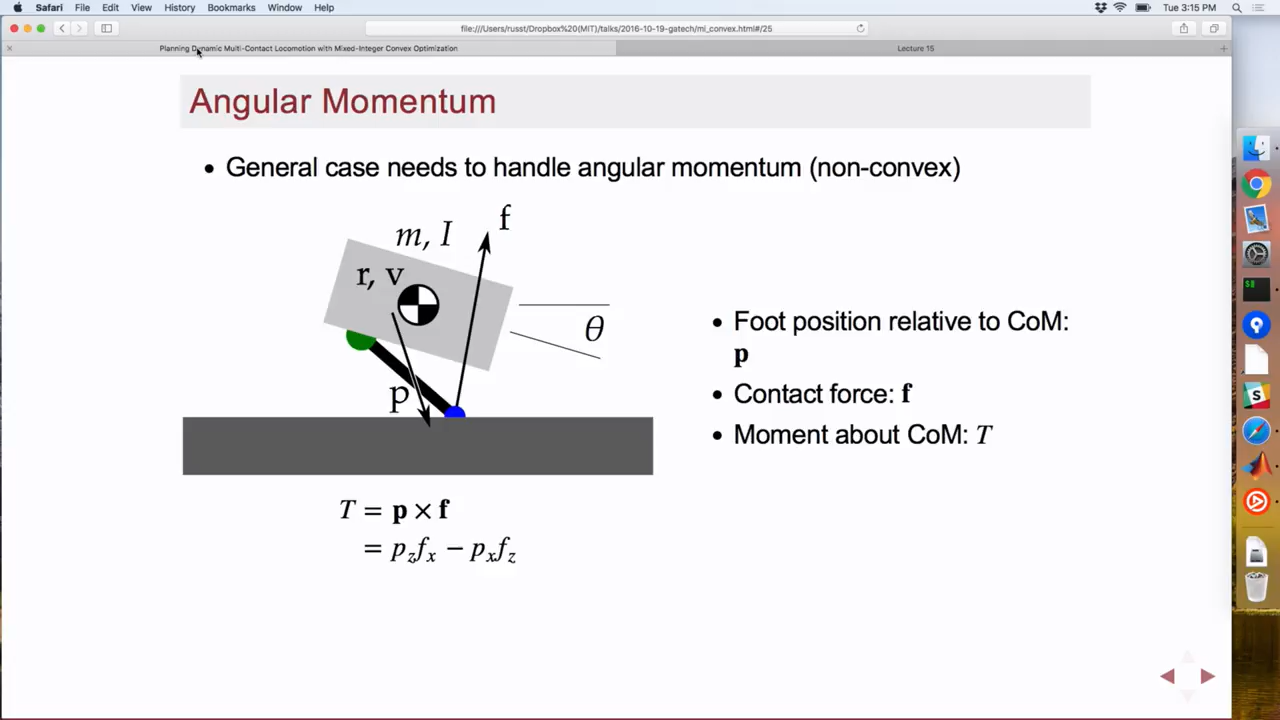 Safari File Edit View History Bookmarks Window Help Tue 3:15 PM
file:///Users/russt/Dropbox%20(MIT)/talks/2016-10-19-gatech/mi_convex.html#/25
Planning Dynamic Multi-Contact Locomotion with Mixed-Integer Convex Optimization Lecture 15
Angular Momentum
• General case needs to handle angular momentum (non-convex)
f
m, I
r, v
θ
p
• Foot position relative to CoM:
p
• Contact force: f
• Moment about CoM: T
T = p × f
= p_z f_x − p_x f_z
$8
S